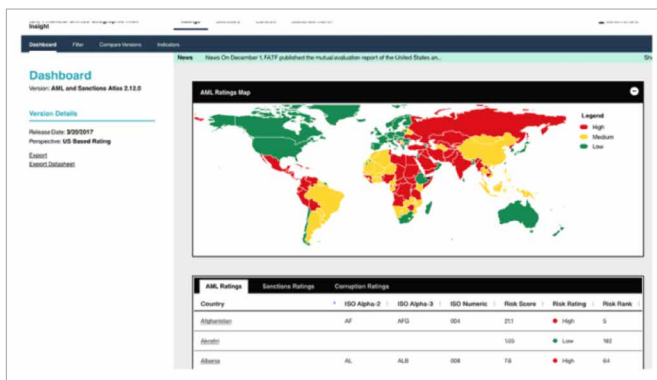 Insight
Dashboard Filter Compare Versions Indicators
News News On December 1, FATF published the mutual evaluation report of the United States an...
Dashboard
Version: AML and Sanctions Atlas 2.12.0
Version Details
Release Date: 3/20/2017
Perspective: US Based Rating
Export
Export Datasheet
AML Ratings Map
Legend
High
Medium
Low
AML Ratings Sanctions Ratings Corruption Ratings
Country ISO Alpha-2 ISO Alpha-3 ISO Numeric Risk Score Risk Rating Risk Rank
Afghanistan AF AFG 004 21.1 High 5
Akrotiri 1.05 Low 182
Albania AL ALB 008 7.6 High 64